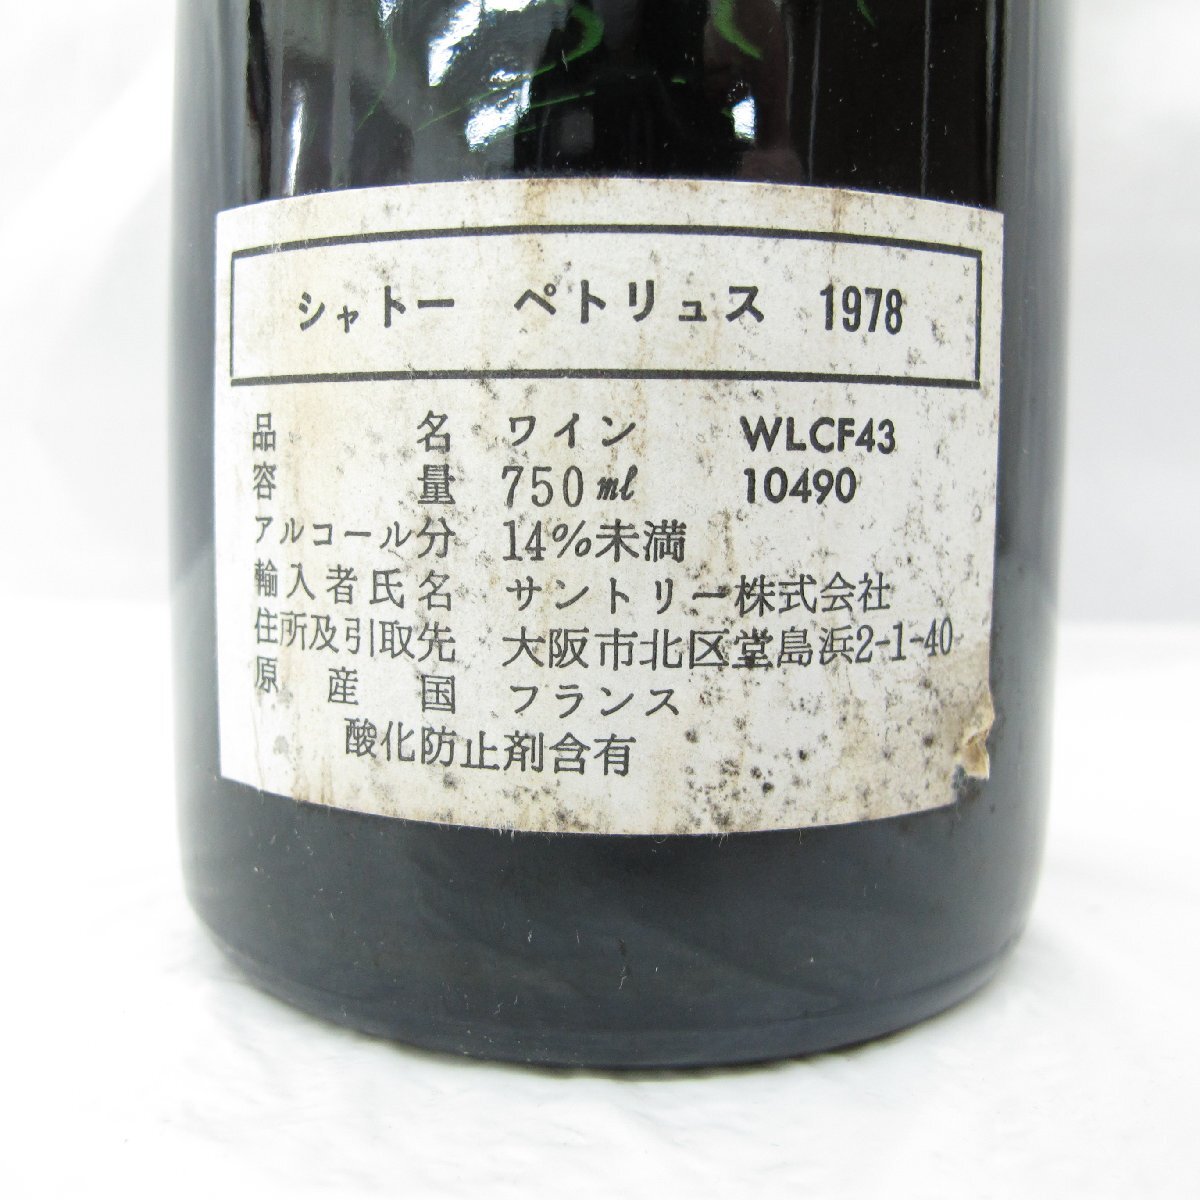 シャトー ペトリュス 1978
品名 ワイン WLCF43
容量 750ml 10490
アルコール分 14%未満
輸入者氏名 サントリー株式会社
住所及引取先 大阪市北区堂島浜2-1-40
原産国 フランス
酸化防止剤含有